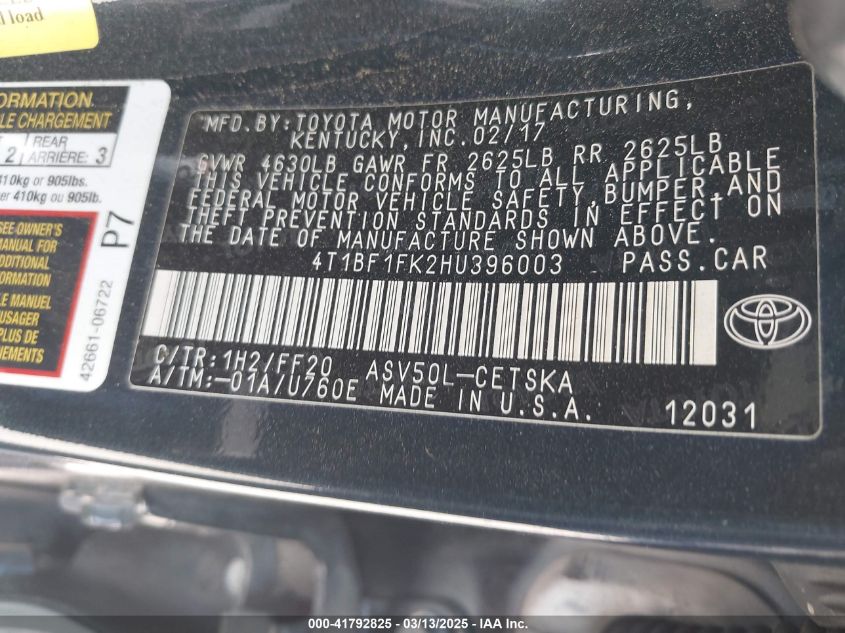 d load
ORMATION
LE CHARGEMENT
2 REAR
ARRIÈRE: 3
410kg or 905lbs.
er 410kg ou 905lb.
SEE OWNER'S
MANUAL FOR
ADDITIONAL
ORMATION
LE MANUEL
USAGER
PLUS DE
NEMENTS
42661-06722
P7
MFD.BY:TOYOTA MOTOR MANUFACTURING,
KENTUCKY,INC.02/17
GVWR 4630LB GAWR FR 2625LB RR 2625LB
THIS VEHICLE CONFORMS TO ALL APPLICABLE
FEDERAL MOTOR VEHICLE SAFETY,BUMPER,AND
THEFT PREVENTION STANDARDS IN EFFECT ON
THE DATE OF MANUFACTURE SHOWN ABOVE.
4T1BF1FK2HU396003 PASS.CAR
C/TR:1H2/FF20 ASV50L-CETSKA
A/TM:-01A/U760E MADE IN U.S.A. 12031
000-41792825 - 03/13/2025 - IAA Inc.